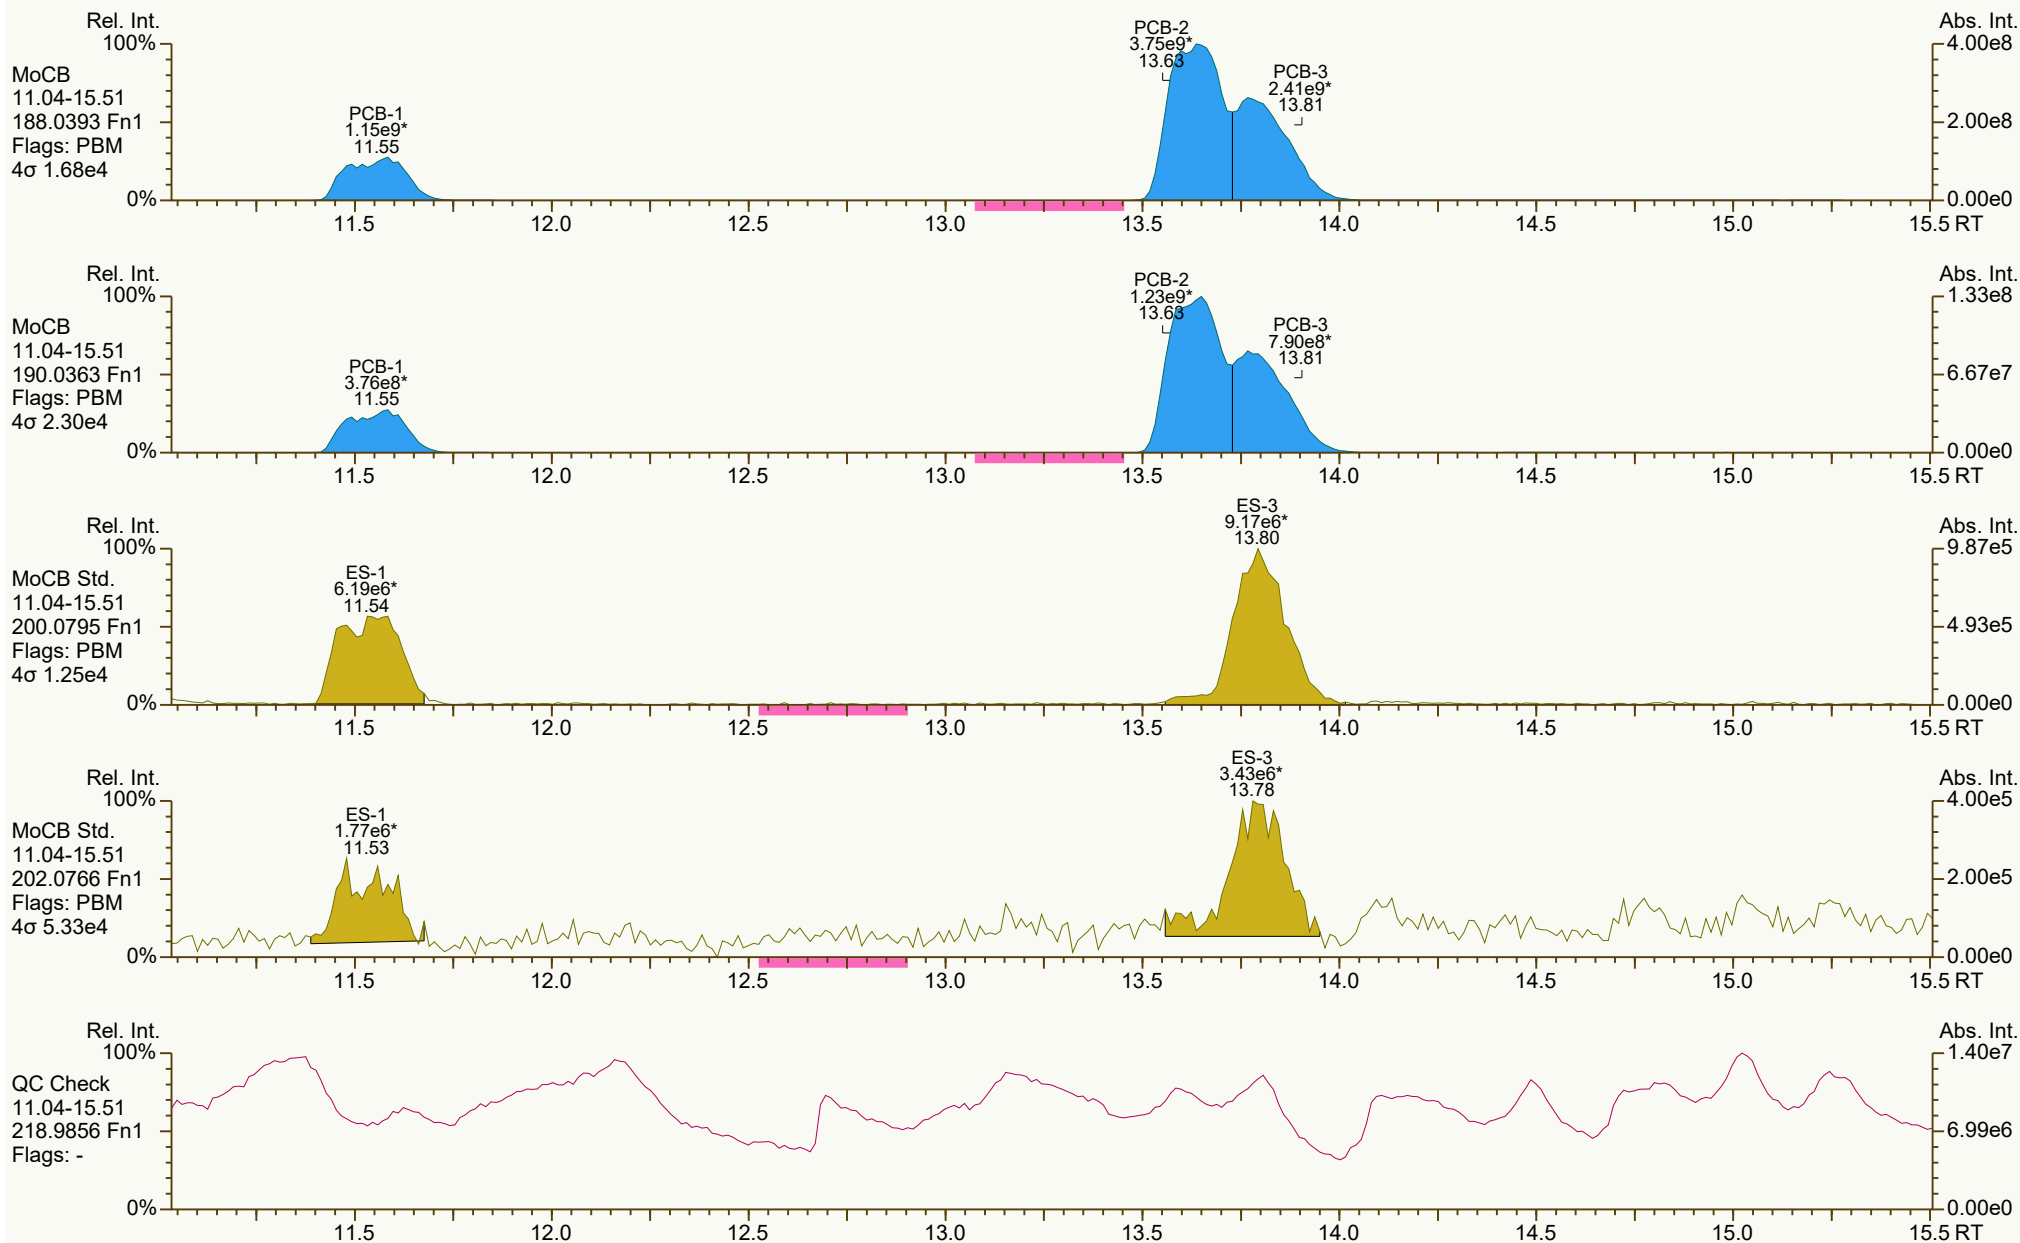 Rel. Int.
Abs. Int.
100%
4.00e8
PCB-2
3.75e9*
13.63
PCB-3
2.41e9*
13.81
MoCB
11.04-15.51
188.0393 Fn1
Flags: PBM
4σ 1.68e4
PCB-1
1.15e9*
11.55
2.00e8
0%
0.00e0
11.5 12.0 12.5 13.0 13.5 14.0 14.5 15.0 15.5 RT
Rel. Int.
Abs. Int.
100%
1.33e8
PCB-2
1.23e9*
13.63
PCB-3
7.90e8*
13.81
MoCB
11.04-15.51
190.0363 Fn1
Flags: PBM
4σ 2.30e4
PCB-1
3.76e8*
11.55
6.67e7
0%
0.00e0
11.5 12.0 12.5 13.0 13.5 14.0 14.5 15.0 15.5 RT
Rel. Int.
Abs. Int.
100%
9.87e5
ES-3
9.17e6*
13.80
MoCB Std.
11.04-15.51
200.0795 Fn1
Flags: PBM
4σ 1.25e4
ES-1
6.19e6*
11.54
4.93e5
0%
0.00e0
11.5 12.0 12.5 13.0 13.5 14.0 14.5 15.0 15.5 RT
Rel. Int.
Abs. Int.
100%
4.00e5
ES-3
3.43e6*
13.78
MoCB Std.
11.04-15.51
202.0766 Fn1
Flags: PBM
4σ 5.33e4
ES-1
1.77e6*
11.53
2.00e5
0%
0.00e0
11.5 12.0 12.5 13.0 13.5 14.0 14.5 15.0 15.5 RT
Rel. Int.
Abs. Int.
100%
1.40e7
QC Check
11.04-15.51
218.9856 Fn1
Flags: -
6.99e6
0%
0.00e0
11.5 12.0 12.5 13.0 13.5 14.0 14.5 15.0 15.5 RT